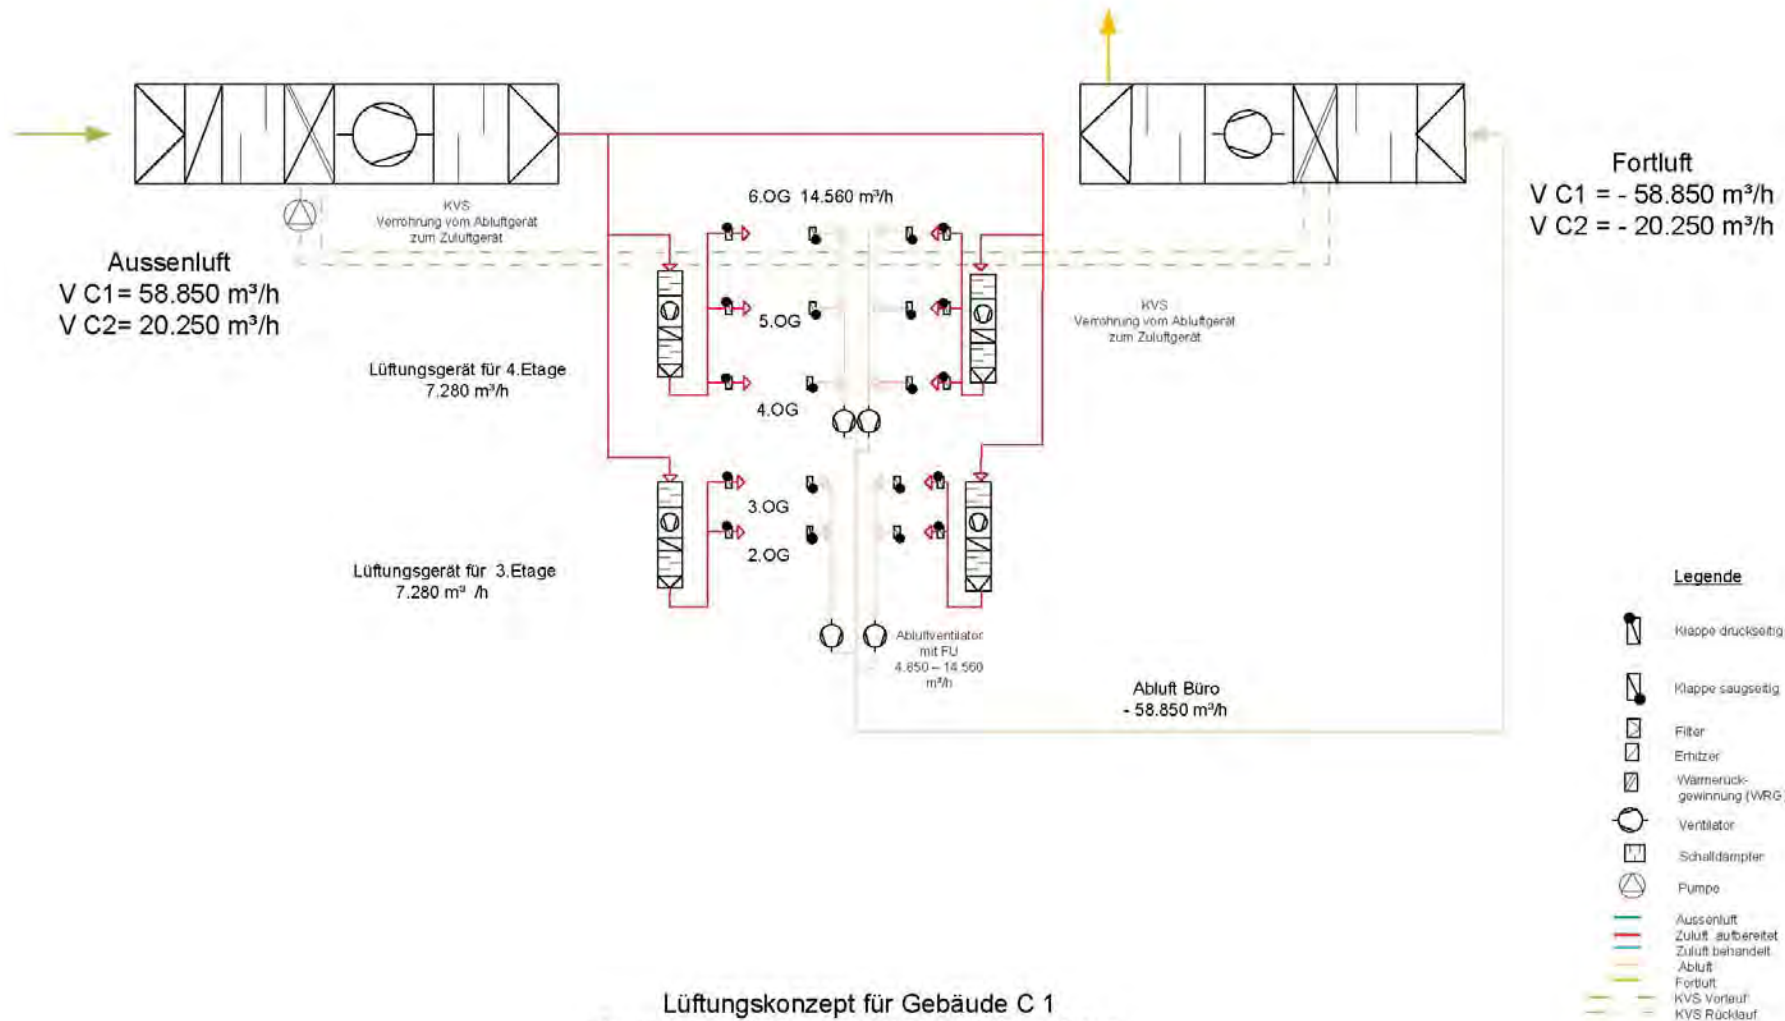 Aussenluft
V C1= 58.850 m³/h
V C2= 20.250 m³/h
KVS
Verrohrung vom Abluftgerät
zum Zuluftgerät
6.OG 14.560 m³/h
5.OG
4.OG
3.OG
2.OG
Lüftungsgerät für 4.Etage
7.280 m³/h
Lüftungsgerät für 3.Etage
7.280 m³ /h
Abluftventilator
mit FU
4.850 – 14.560
m³/h
KVS
Verrohrung vom Abluftgerät
zum Zuluftgerät
Fortluft
V C1 = - 58.850 m³/h
V C2 = - 20.250 m³/h
Abluft Büro
- 58.850 m³/h
Legende
Klappe druckseitig
Klappe saugseitig
Filter
Erhitzer
Wärmerück-
gewinnung (WRG)
Ventilator
Schalldämpfer
Pumpe
Aussenluft
Zuluft aufbereitet
Zuluft behandelt
Abluft
Fortluft
KVS Vorlauf
KVS Rücklauf
Lüftungskonzept für Gebäude C 1